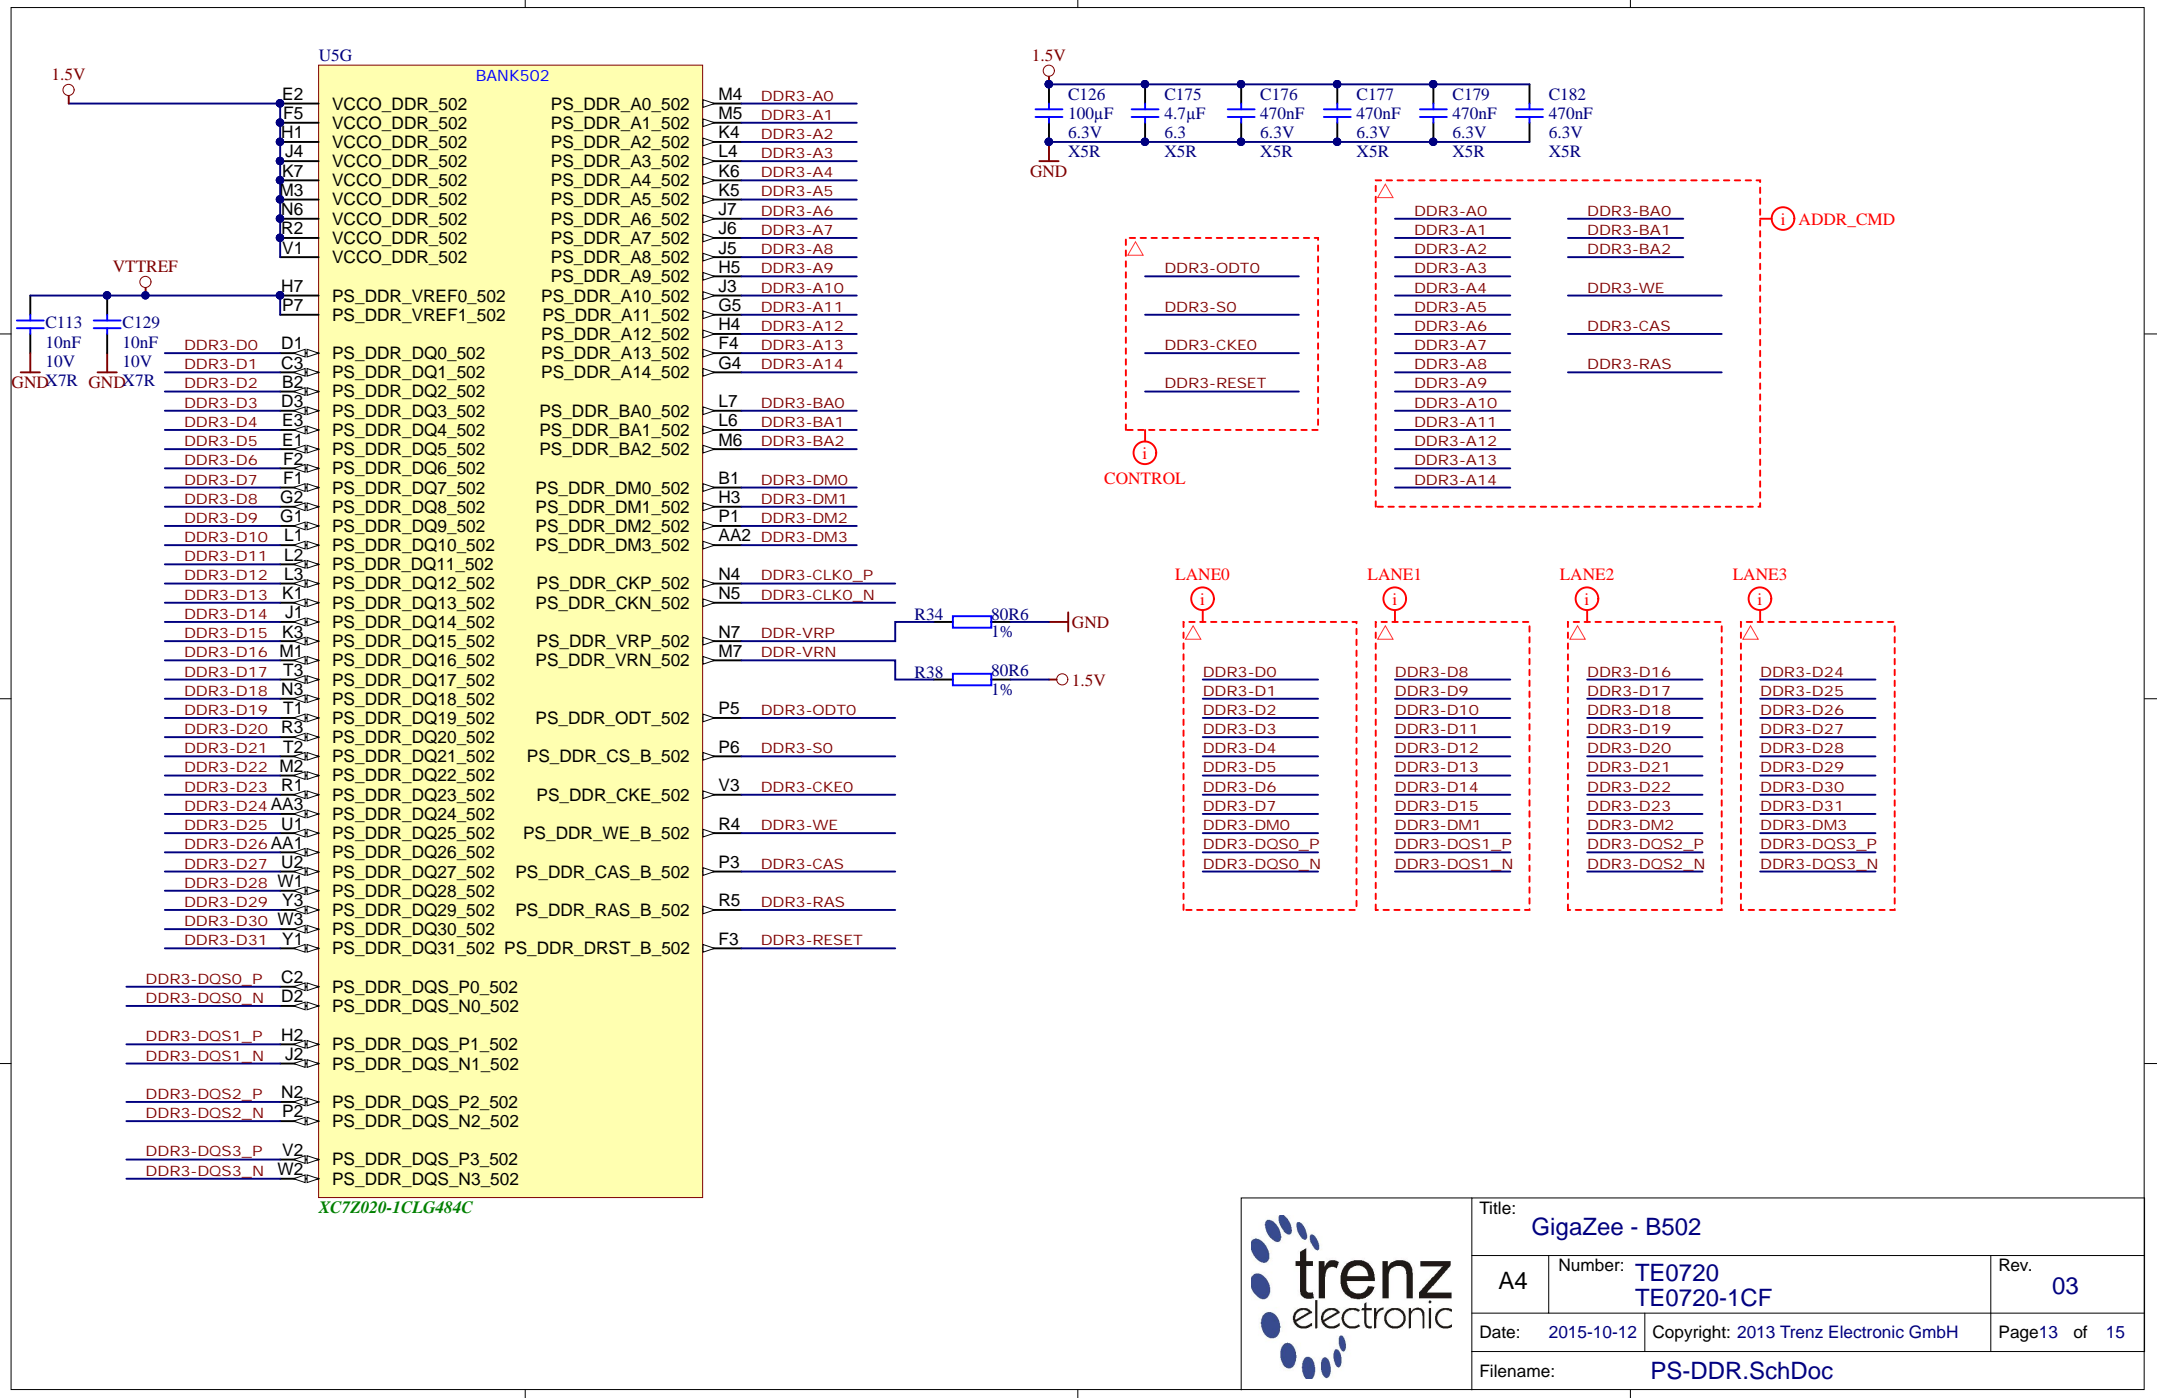 U5G
BANK502
1.5V
E2 VCCO_DDR_502
F5 VCCO_DDR_502
H1 VCCO_DDR_502
J4 VCCO_DDR_502
K7 VCCO_DDR_502
M3 VCCO_DDR_502
N6 VCCO_DDR_502
R2 VCCO_DDR_502
V1 VCCO_DDR_502
VTTREF
H7 PS_DDR_VREF0_502
P7 PS_DDR_VREF1_502
C113 10nF 10V X7R GND
C129 10nF 10V X7R GND
DDR3-D0 D1 PS_DDR_DQ0_502
DDR3-D1 C3 PS_DDR_DQ1_502
DDR3-D2 B2 PS_DDR_DQ2_502
DDR3-D3 D3 PS_DDR_DQ3_502
DDR3-D4 E3 PS_DDR_DQ4_502
DDR3-D5 E1 PS_DDR_DQ5_502
DDR3-D6 F2 PS_DDR_DQ6_502
DDR3-D7 F1 PS_DDR_DQ7_502
DDR3-D8 G2 PS_DDR_DQ8_502
DDR3-D9 G1 PS_DDR_DQ9_502
DDR3-D10 L1 PS_DDR_DQ10_502
DDR3-D11 L2 PS_DDR_DQ11_502
DDR3-D12 L3 PS_DDR_DQ12_502
DDR3-D13 K1 PS_DDR_DQ13_502
DDR3-D14 J1 PS_DDR_DQ14_502
DDR3-D15 K3 PS_DDR_DQ15_502
DDR3-D16 M1 PS_DDR_DQ16_502
DDR3-D17 T3 PS_DDR_DQ17_502
DDR3-D18 N3 PS_DDR_DQ18_502
DDR3-D19 T1 PS_DDR_DQ19_502
DDR3-D20 R3 PS_DDR_DQ20_502
DDR3-D21 T2 PS_DDR_DQ21_502
DDR3-D22 M2 PS_DDR_DQ22_502
DDR3-D23 R1 PS_DDR_DQ23_502
DDR3-D24 AA3 PS_DDR_DQ24_502
DDR3-D25 U1 PS_DDR_DQ25_502
DDR3-D26 AA1 PS_DDR_DQ26_502
DDR3-D27 U2 PS_DDR_DQ27_502
DDR3-D28 W1 PS_DDR_DQ28_502
DDR3-D29 Y3 PS_DDR_DQ29_502
DDR3-D30 W3 PS_DDR_DQ30_502
DDR3-D31 Y1 PS_DDR_DQ31_502
DDR3-DQS0_P C2 PS_DDR_DQS_P0_502
DDR3-DQS0_N D2 PS_DDR_DQS_N0_502
DDR3-DQS1_P H2 PS_DDR_DQS_P1_502
DDR3-DQS1_N J2 PS_DDR_DQS_N1_502
DDR3-DQS2_P N2 PS_DDR_DQS_P2_502
DDR3-DQS2_N P2 PS_DDR_DQS_N2_502
DDR3-DQS3_P V2 PS_DDR_DQS_P3_502
DDR3-DQS3_N W2 PS_DDR_DQS_N3_502
XC7Z020-1CLG484C
PS_DDR_A0_502 M4 DDR3-A0
PS_DDR_A1_502 M5 DDR3-A1
PS_DDR_A2_502 K4 DDR3-A2
PS_DDR_A3_502 L4 DDR3-A3
PS_DDR_A4_502 K6 DDR3-A4
PS_DDR_A5_502 K5 DDR3-A5
PS_DDR_A6_502 J7 DDR3-A6
PS_DDR_A7_502 J6 DDR3-A7
PS_DDR_A8_502 J5 DDR3-A8
PS_DDR_A9_502 H5 DDR3-A9
PS_DDR_A10_502 J3 DDR3-A10
PS_DDR_A11_502 G5 DDR3-A11
PS_DDR_A12_502 H4 DDR3-A12
PS_DDR_A13_502 F4 DDR3-A13
PS_DDR_A14_502 G4 DDR3-A14
PS_DDR_BA0_502 L7 DDR3-BA0
PS_DDR_BA1_502 L6 DDR3-BA1
PS_DDR_BA2_502 M6 DDR3-BA2
PS_DDR_DM0_502 B1 DDR3-DM0
PS_DDR_DM1_502 H3 DDR3-DM1
PS_DDR_DM2_502 P1 DDR3-DM2
PS_DDR_DM3_502 AA2 DDR3-DM3
PS_DDR_CKP_502 N4 DDR3-CLK0_P
PS_DDR_CKN_502 N5 DDR3-CLK0_N
PS_DDR_VRP_502 N7 DDR-VRP R34 80R6 1% GND
PS_DDR_VRN_502 M7 DDR-VRN R38 80R6 1% 1.5V
PS_DDR_ODT_502 P5 DDR3-ODT0
PS_DDR_CS_B_502 P6 DDR3-S0
PS_DDR_CKE_502 V3 DDR3-CKE0
PS_DDR_WE_B_502 R4 DDR3-WE
PS_DDR_CAS_B_502 P3 DDR3-CAS
PS_DDR_RAS_B_502 R5 DDR3-RAS
PS_DDR_DRST_B_502 F3 DDR3-RESET
1.5V
C126 C175 C176 C177 C179 C182
100µF 4.7µF 470nF 470nF 470nF 470nF
6.3V 6.3 6.3V 6.3V 6.3V 6.3V
X5R X5R X5R X5R X5R X5R
GND
DDR3-ODT0
DDR3-S0
DDR3-CKE0
DDR3-RESET
i
CONTROL
DDR3-A0 DDR3-BA0
DDR3-A1 DDR3-BA1
DDR3-A2 DDR3-BA2
DDR3-A3
DDR3-A4 DDR3-WE
DDR3-A5
DDR3-A6 DDR3-CAS
DDR3-A7
DDR3-A8 DDR3-RAS
DDR3-A9
DDR3-A10
DDR3-A11
DDR3-A12
DDR3-A13
DDR3-A14
i ADDR_CMD
LANE0 LANE1 LANE2 LANE3
i i i i
DDR3-D0 DDR3-D8 DDR3-D16 DDR3-D24
DDR3-D1 DDR3-D9 DDR3-D17 DDR3-D25
DDR3-D2 DDR3-D10 DDR3-D18 DDR3-D26
DDR3-D3 DDR3-D11 DDR3-D19 DDR3-D27
DDR3-D4 DDR3-D12 DDR3-D20 DDR3-D28
DDR3-D5 DDR3-D13 DDR3-D21 DDR3-D29
DDR3-D6 DDR3-D14 DDR3-D22 DDR3-D30
DDR3-D7 DDR3-D15 DDR3-D23 DDR3-D31
DDR3-DM0 DDR3-DM1 DDR3-DM2 DDR3-DM3
DDR3-DQS0_P DDR3-DQS1_P DDR3-DQS2_P DDR3-DQS3_P
DDR3-DQS0_N DDR3-DQS1_N DDR3-DQS2_N DDR3-DQS3_N
trenz
electronic
Title:
GigaZee - B502
A4 Number: TE0720
TE0720-1CF
Rev.
03
Date: 2015-10-12 Copyright: 2013 Trenz Electronic GmbH Page13 of 15
Filename: PS-DDR.SchDoc